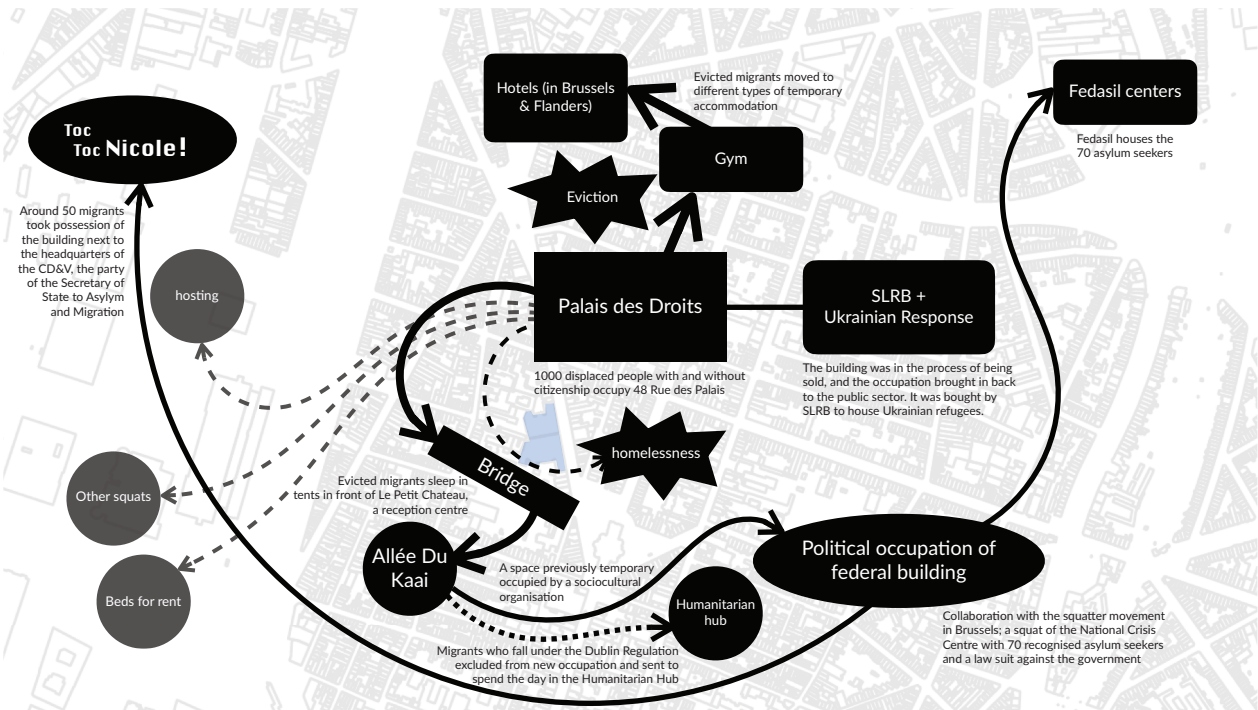 Hotels (in Brussels
& Flanders)
Evicted migrants moved to
different types of temporary
accommodation
Fedasil centers
Fedasil houses the
70 asylum seekers
Toc
Toc Nicole!
Gym
Eviction
Around 50 migrants
took possession of
the building next to
the headquarters of
the CD&V, the party
of the Secretary of
State to Asylym
and Migration
hosting
Palais des Droits
SLRB +
Ukrainian Response
1000 displaced people with and without
citizenship occupy 48 Rue des Palais
The building was in the process of being
sold, and the occupation brought in back
to the public sector. It was bought by
SLRB to house Ukrainian refugees.
homelessness
Bridge
Evicted migrants sleep in
tents in front of Le Petit Chateau,
a reception centre
Other squats
Allée Du
Kaai
A space previously temporary
occupied by a sociocultural
organisation
Political occupation of
federal building
Beds for rent
Humanitarian
hub
Collaboration with the squatter movement
in Brussels; a squat of the National Crisis
Centre with 70 recognised asylum seekers
and a law suit against the government
Migrants who fall under the Dublin Regulation
excluded from new occupation and sent to
spend the day in the Humanitarian Hub